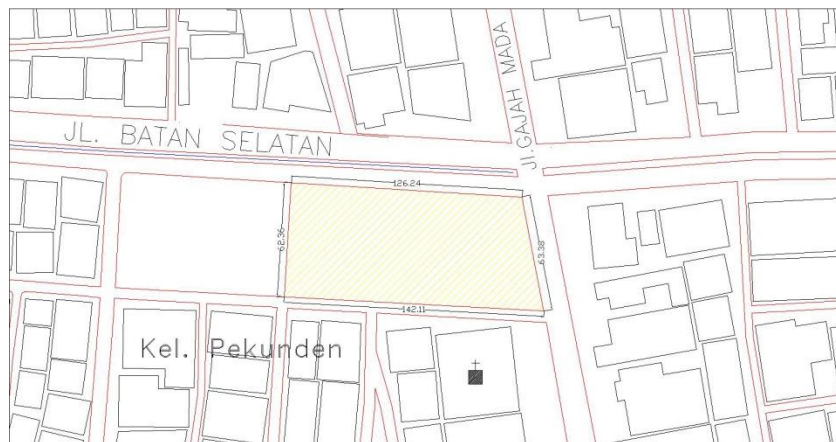 JL. BATAN SELATAN
Jl. GAJAH MADA
126.24
62.36
63.38
142.11
Kel. Pekunden